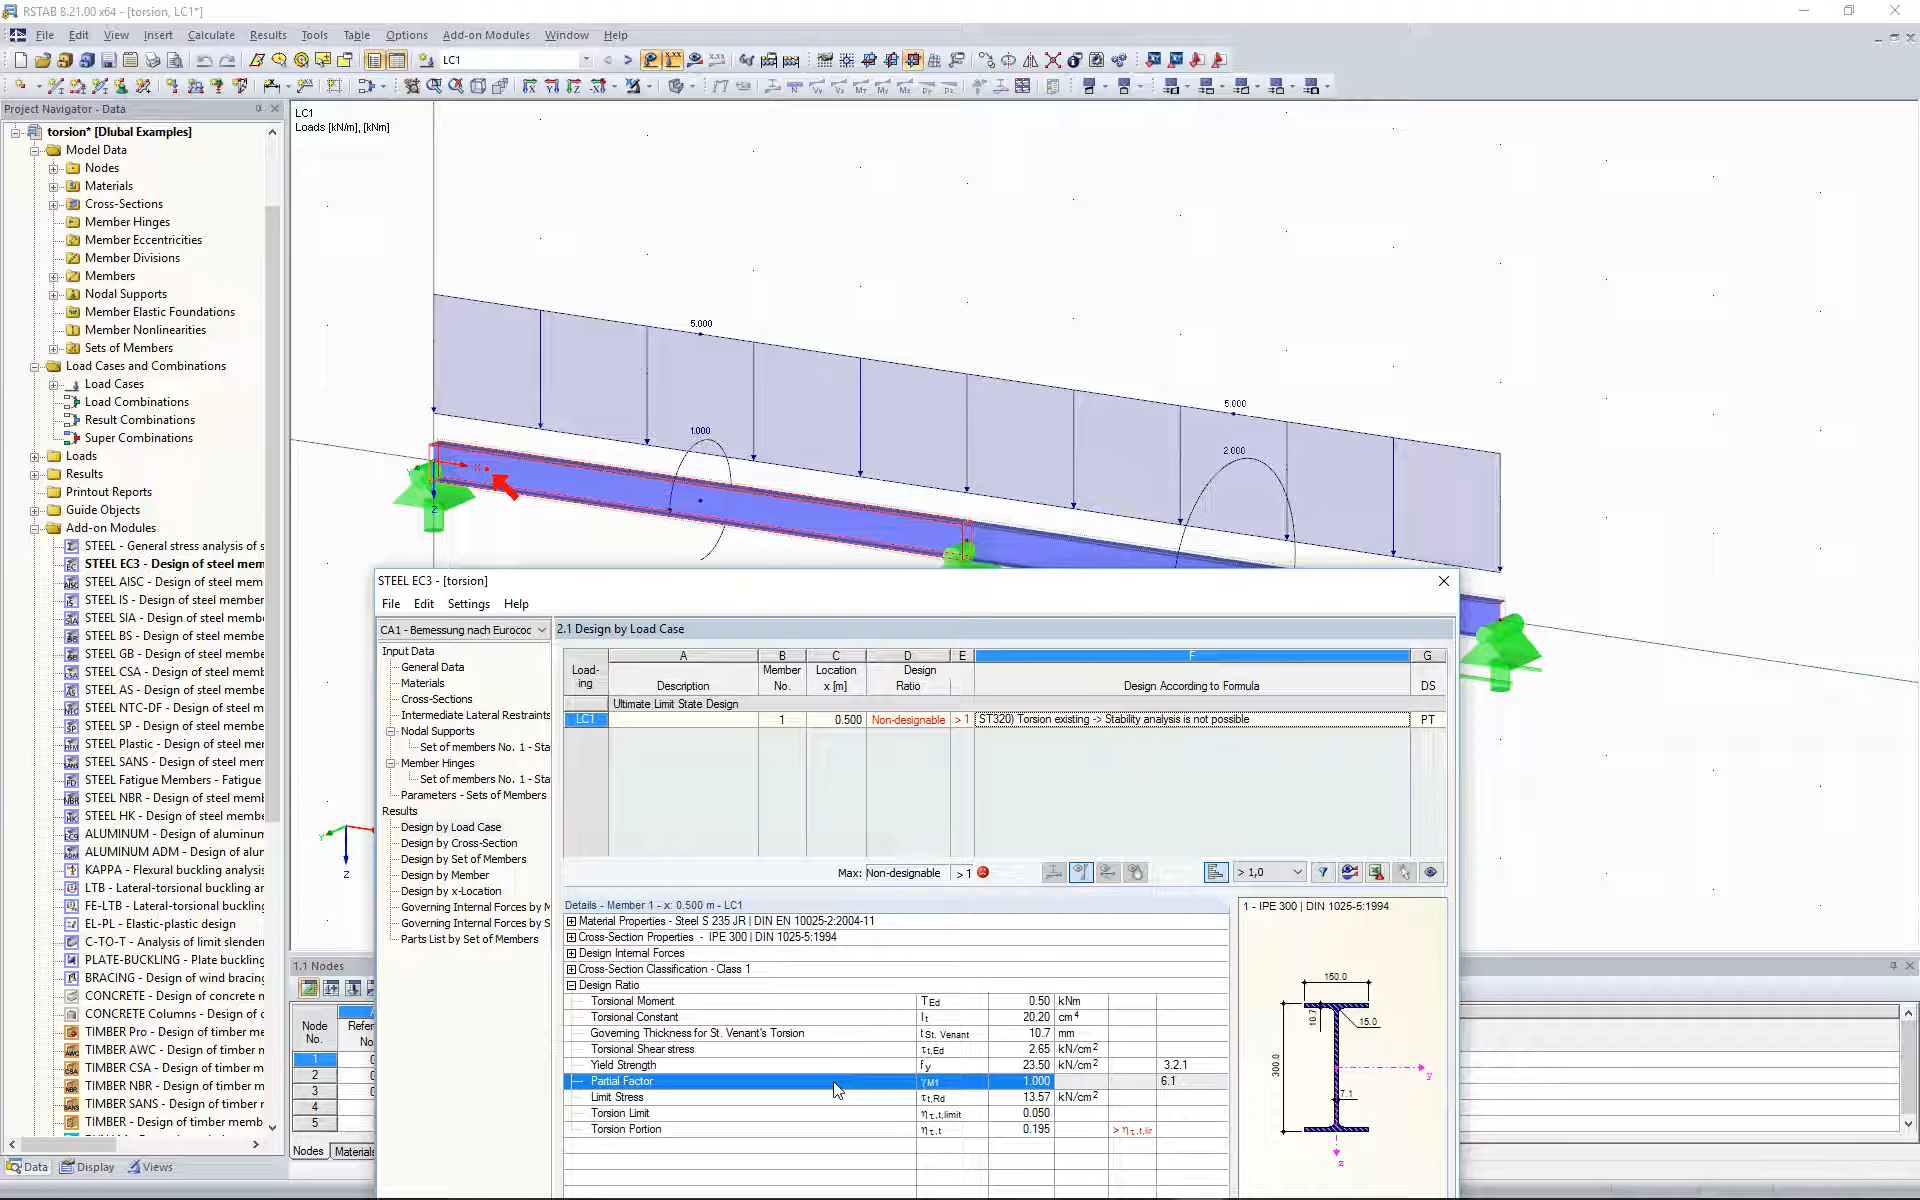 RSTAB 8.21.00 x64 - [torsion, LC1*]
File Edit View Insert Calculate Results Tools Table Options Add-on Modules Window Help
LC1
Project Navigator - Data
torsion* [Dlubal Examples]
Model Data
Nodes
Materials
Cross-Sections
Member Hinges
Member Eccentricities
Member Divisions
Members
Nodal Supports
Member Elastic Foundations
Member Nonlinearities
Sets of Members
Load Cases and Combinations
Load Cases
Load Combinations
Result Combinations
Super Combinations
Loads
Results
Printout Reports
Guide Objects
Add-on Modules
STEEL - General stress analysis of s
STEEL EC3 - Design of steel mem
STEEL AISC - Design of steel mem
STEEL IS - Design of steel membe
STEEL SIA - Design of steel membe
STEEL BS - Design of steel membe
STEEL GB - Design of steel membe
STEEL CSA - Design of steel mem
STEEL AS - Design of steel membe
STEEL NTC-DF - Design of steel m
STEEL SP - Design of steel membe
STEEL Plastic - Design of steel me
STEEL SANS - Design of steel mem
STEEL Fatigue Members - Fatigue
STEEL NBR - Design of steel memb
STEEL HK - Design of steel membe
ALUMINUM - Design of aluminum
ALUMINUM ADM - Design of alur
KAPPA - Flexural buckling analysis
LTB - Lateral-torsional buckling ar
FE-LTB - Lateral-torsional buckling
EL-PL - Elastic-plastic design
C-TO-T - Analysis of limit slender
PLATE-BUCKLING - Plate buckling
BRACING - Design of wind bracing
CONCRETE - Design of concrete m
CONCRETE Columns - Design of c
TIMBER Pro - Design of timber me
TIMBER AWC - Design of timber m
TIMBER CSA - Design of timber me
TIMBER NBR - Design of timber m
TIMBER SANS - Design of timber r
TIMBER - Design of timber memb
Data Display Views
LC1
Loads [kN/m], [kNm]
5.000
5.000
1.000
2.000
X
Z
Y
Z
1.1 Nodes
Node
No.
Refer
No
1
2
3
4
5
Nodes Materials
STEEL EC3 - [torsion]
File Edit Settings Help
CA1 - Bemessung nach Eurococ
Input Data
General Data
Materials
Cross-Sections
Intermediate Lateral Restraints
Nodal Supports
Set of members No. 1 - Sta
Member Hinges
Set of members No. 1 - Sta
Parameters - Sets of Members
Results
Design by Load Case
Design by Cross-Section
Design by Set of Members
Design by Member
Design by x-Location
Governing Internal Forces by M
Governing Internal Forces by S
Parts List by Set of Members
2.1 Design by Load Case
A B C D E F G
Load-
ing
Description
Member
No.
Location
x [m]
Design
Ratio
Design According to Formula
DS
Ultimate Limit State Design
LC1 1 0.500 Non-designable > 1 ST320) Torsion existing -> Stability analysis is not possible PT
Max: Non-designable > 1
> 1,0
Details - Member 1 - x: 0.500 m - LC1
Material Properties - Steel S 235 JR | DIN EN 10025-2:2004-11
Cross-Section Properties - IPE 300 | DIN 1025-5:1994
Design Internal Forces
Cross-Section Classification - Class 1
Design Ratio
Torsional Moment TEd 0.50 kNm
Torsional Constant It 20.20 cm4
Governing Thickness for St. Venant's Torsion tSt. Venant 10.7 mm
Torsional Shear stress τt,Ed 2.65 kN/cm2
Yield Strength fy 23.50 kN/cm2 3.2.1
Partial Factor γM1 1.000 6.1
Limit Stress τt,Rd 13.57 kN/cm2
Torsion Limit ητ,t,limit 0.050
Torsion Portion ητ,t 0.195 > ητ,t,lir
1 - IPE 300 | DIN 1025-5:1994
150.0
10.7
15.0
300.0
7.1
y
z